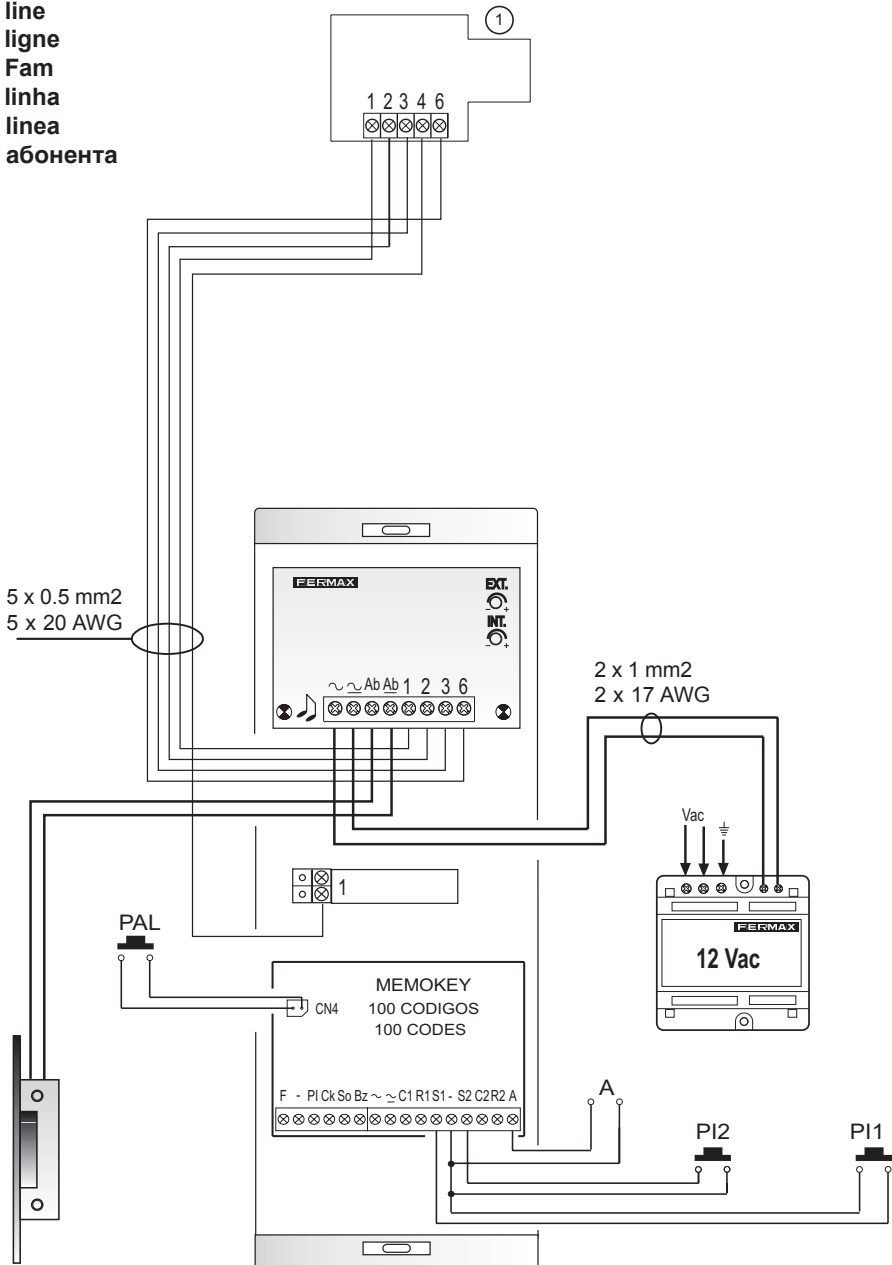 line
ligne
Fam
linha
linea
абонента
1
1 2 3 4 6
FERMAX
EXT.
- +
INT.
- +
5 x 0.5 mm2
5 x 20 AWG
~ ~ Ab Ab 1 2 3 6
2 x 1 mm2
2 x 17 AWG
Vac
1
FERMAX
12 Vac
PAL
MEMOKEY
CN4
100 CODIGOS
100 CODES
F - PI Ck So Bz ~ ~ C1 R1 S1 - S2 C2 R2 A
A
PI2
PI1